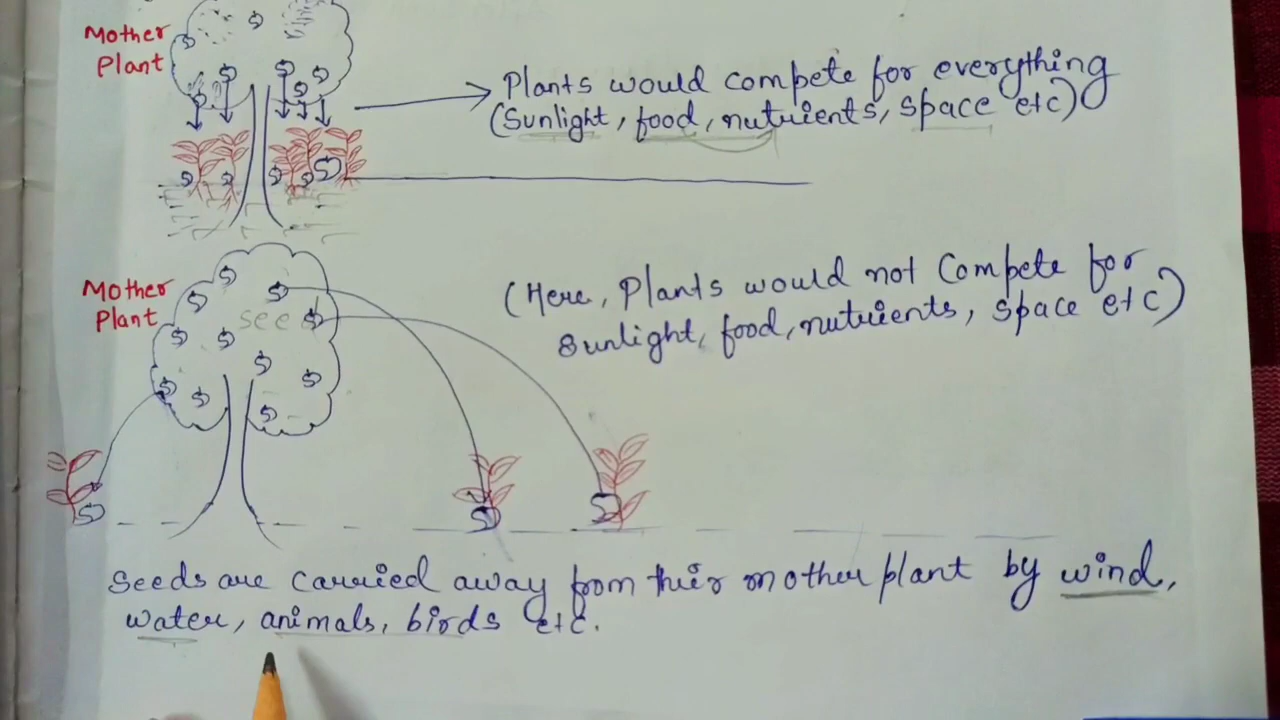 Mother
Plant
Plants would compete for everything
(Sunlight, food, nutrients, space etc)
Mother
Plant
see
(Here, Plants would not Compete for
Sunlight, food, nutrients, space etc)
Seeds are carried away from their mother plant by wind,
water, animals, birds etc.